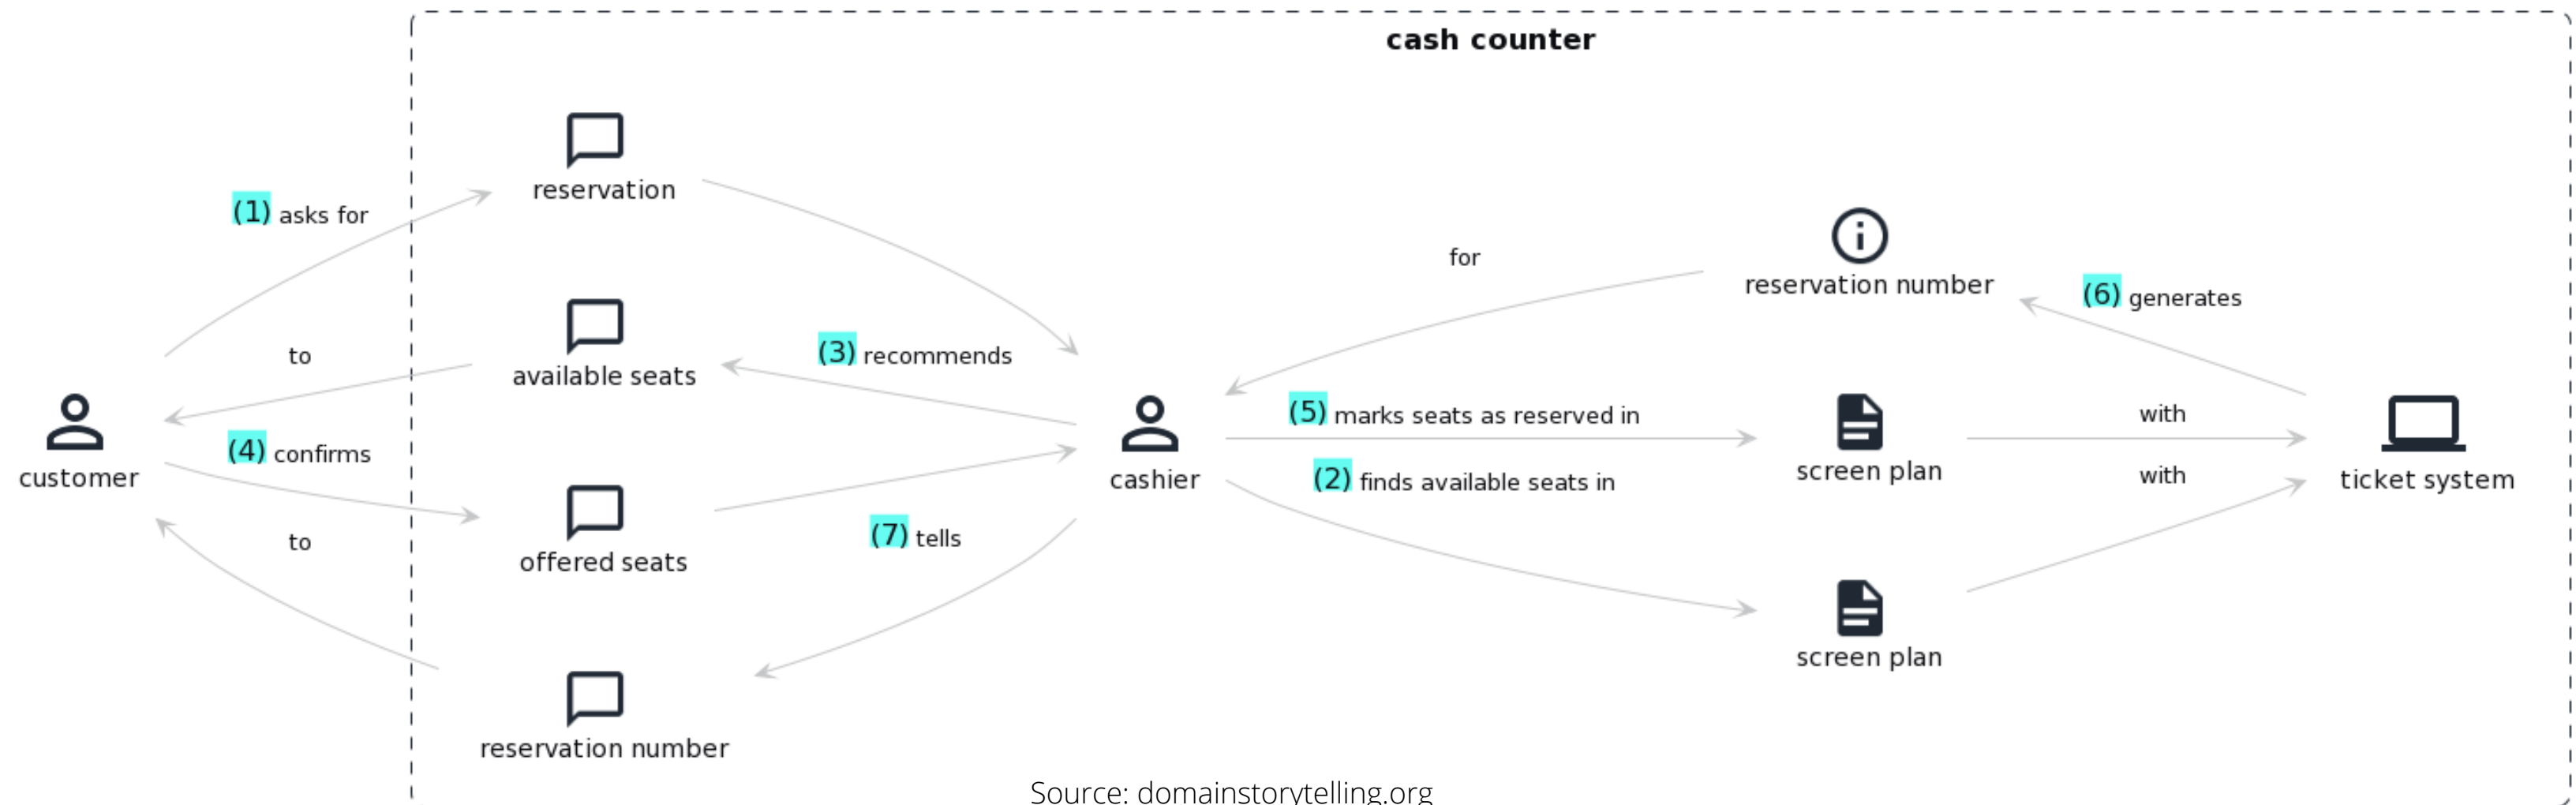 cash counter
reservation
(1) asks for
for
reservation number
(6) generates
to
available seats
(3) recommends
(5) marks seats as reserved in
with
customer
(4) confirms
cashier
screen plan
ticket system
(2) finds available seats in
with
to
offered seats
(7) tells
screen plan
reservation number
Source: domainstorytelling.org